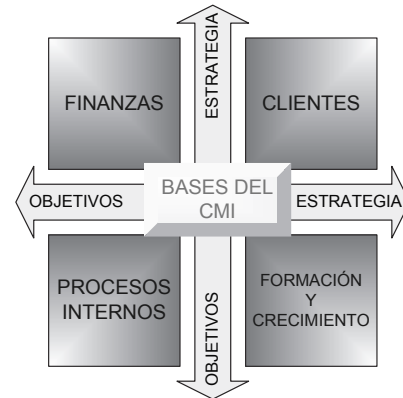 ESTRATEGIA
FINANZAS
CLIENTES
OBJETIVOS
BASES DEL
CMI
ESTRATEGIA
PROCESOS
INTERNOS
FORMACIÓN
Y
CRECIMIENTO
OBJETIVOS